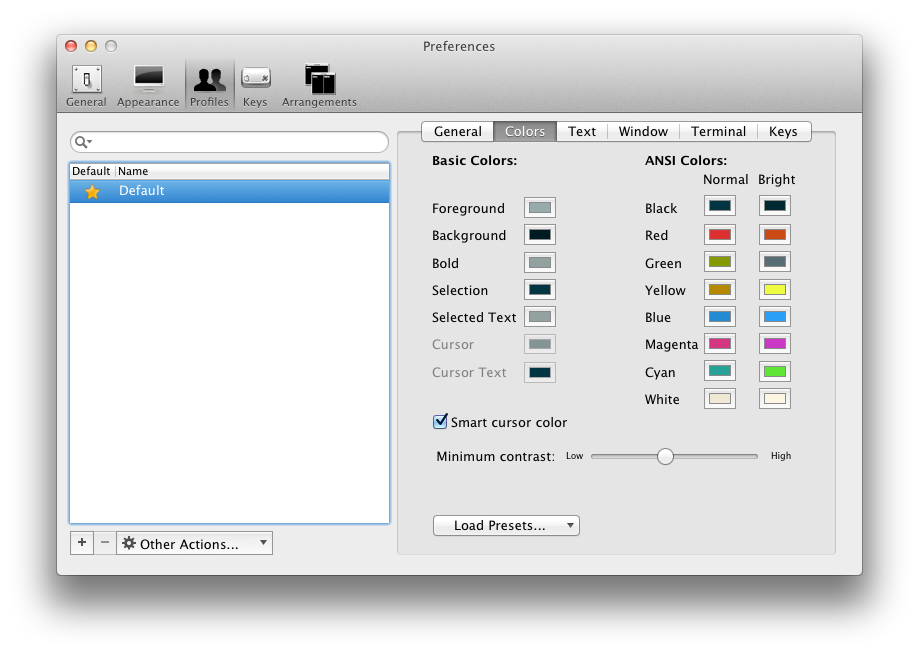 Preferences
General Appearance Profiles Keys Arrangements
General Colors Text Window Terminal Keys
Default Name
Default
+ − Other Actions...
Basic Colors:
Foreground
Background
Bold
Selection
Selected Text
Cursor
Cursor Text
ANSI Colors:
Normal Bright
Black
Red
Green
Yellow
Blue
Magenta
Cyan
White
Smart cursor color
Minimum contrast: Low High
Load Presets...